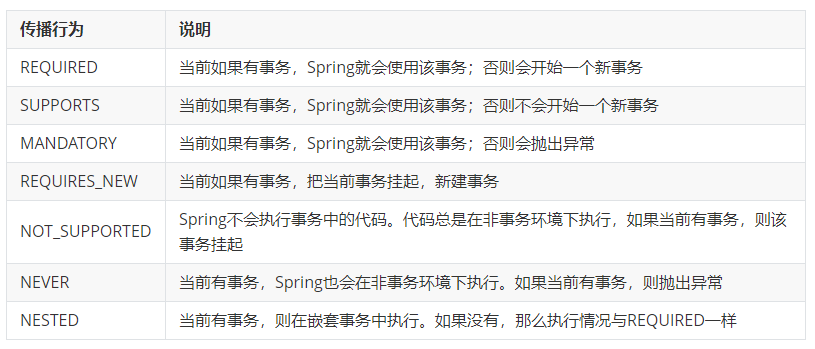 传播行为 说明
REQUIRED 当前如果有事务，Spring就会使用该事务；否则会开始一个新事务
SUPPORTS 当前如果有事务，Spring就会使用该事务；否则不会开始一个新事务
MANDATORY 当前如果有事务，Spring就会使用该事务；否则会抛出异常
REQUIRES_NEW 当前如果有事务，把当前事务挂起，新建事务
NOT_SUPPORTED Spring不会执行事务中的代码。代码总是在非事务环境下执行，如果当前有事务，则该
事务挂起
NEVER 当前有事务，Spring也会在非事务环境下执行。如果当前有事务，则抛出异常
NESTED 当前有事务，则在嵌套事务中执行。如果没有，那么执行情况与REQUIRED一样